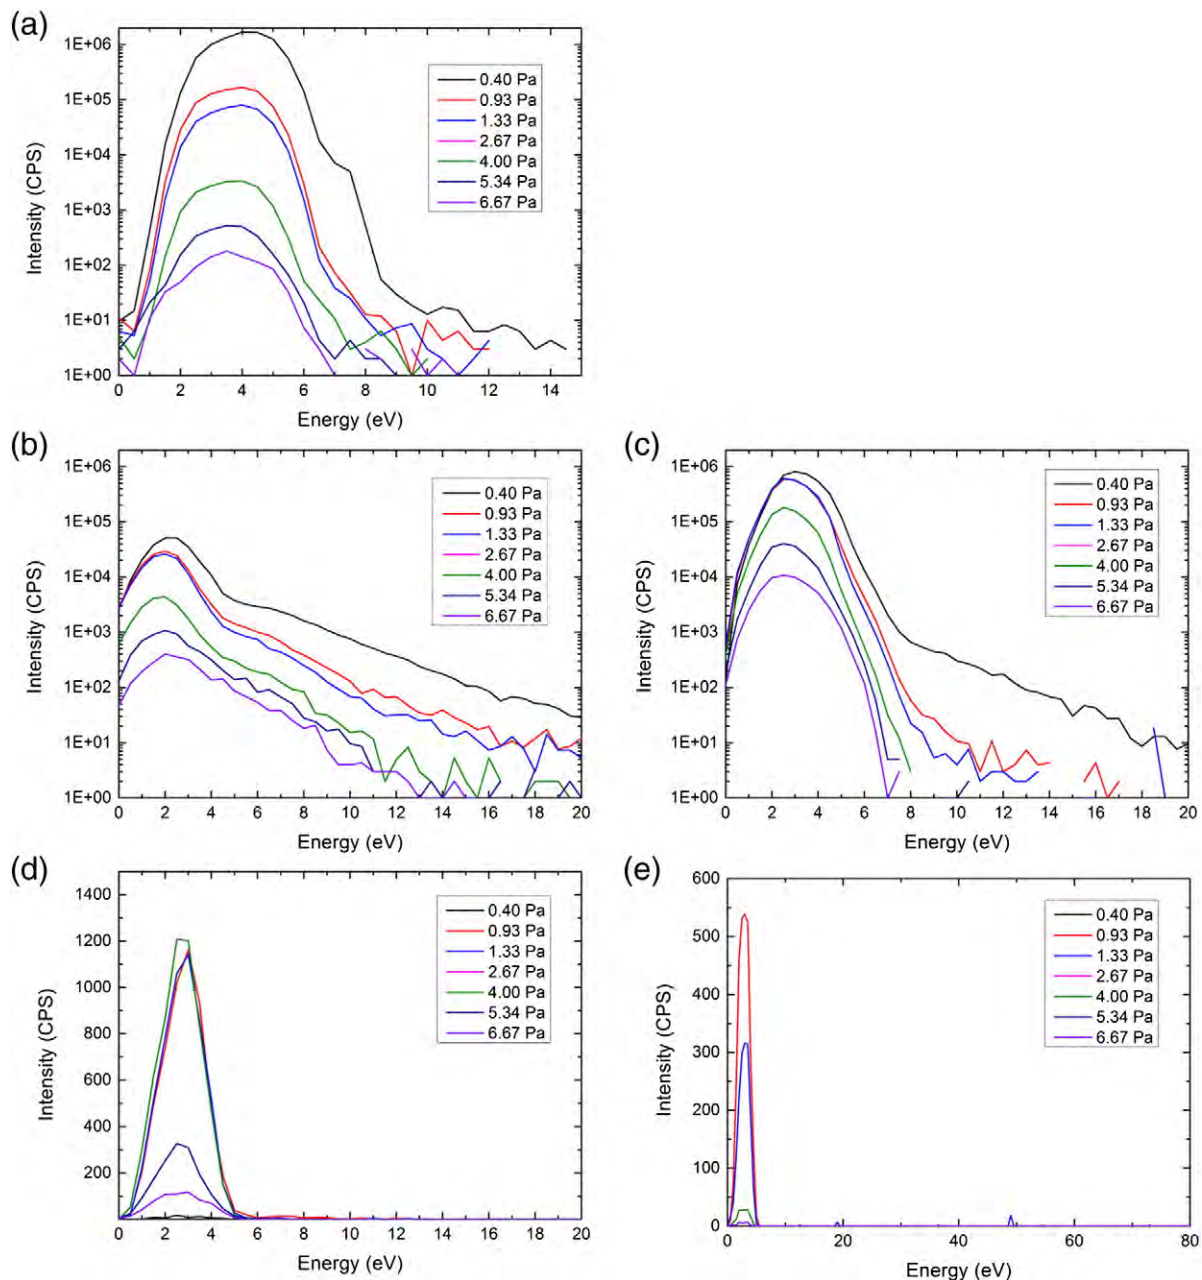 (a)
1E+06
1E+05
1E+04
1E+03
1E+02
1E+01
1E+00
Intensity (CPS)
0.40 Pa
0.93 Pa
1.33 Pa
2.67 Pa
4.00 Pa
5.34 Pa
6.67 Pa
0 2 4 6 8 10 12 14
Energy (eV)
(b)
1E+06
1E+05
1E+04
1E+03
1E+02
1E+01
1E+00
Intensity (CPS)
0.40 Pa
0.93 Pa
1.33 Pa
2.67 Pa
4.00 Pa
5.34 Pa
6.67 Pa
0 2 4 6 8 10 12 14 16 18 20
Energy (eV)
(c)
1E+06
1E+05
1E+04
1E+03
1E+02
1E+01
1E+00
Intensity (CPS)
0.40 Pa
0.93 Pa
1.33 Pa
2.67 Pa
4.00 Pa
5.34 Pa
6.67 Pa
0 2 4 6 8 10 12 14 16 18 20
Energy (eV)
(d)
1400
1200
1000
800
600
400
200
Intensity (CPS)
0.40 Pa
0.93 Pa
1.33 Pa
2.67 Pa
4.00 Pa
5.34 Pa
6.67 Pa
0 2 4 6 8 10 12 14 16 18 20
Energy (eV)
(e)
600
500
400
300
200
100
0
Intensity (CPS)
0.40 Pa
0.93 Pa
1.33 Pa
2.67 Pa
4.00 Pa
5.34 Pa
6.67 Pa
0 20 40 60 80
Energy (eV)